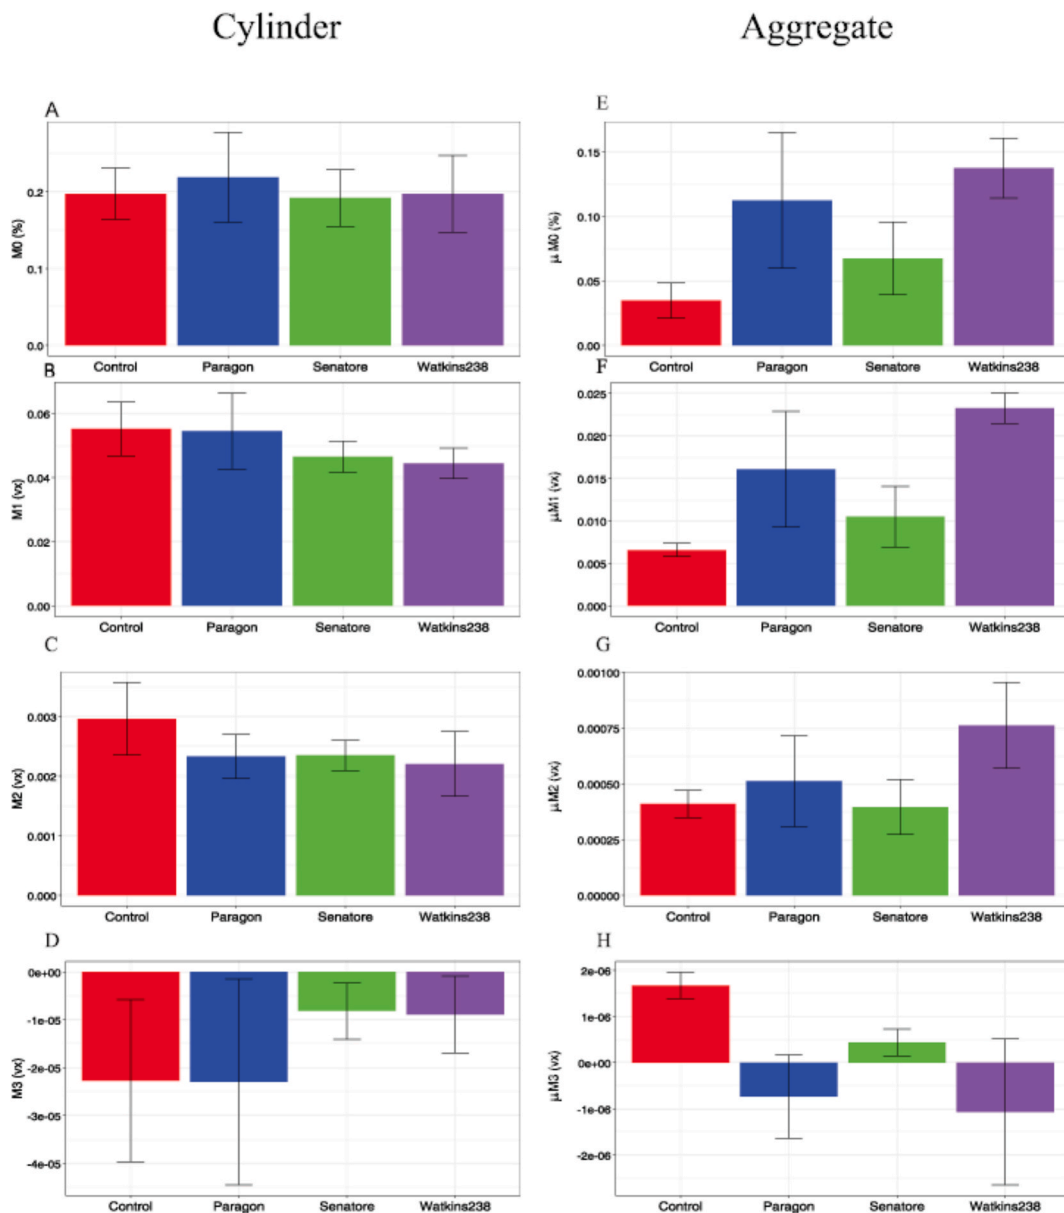 Cylinder
Aggregate
A
M0 (%)
0.2
0.1
0.0
Control Paragon Senatore Watkins238
B
M1 (vx)
0.06
0.04
0.02
0.00
Control Paragon Senatore Watkins238
C
M2 (vx)
0.003
0.002
0.001
0.000
Control Paragon Senatore Watkins238
D
M3 (vx)
0e+00
-1e-05
-2e-05
-3e-05
-4e-05
Control Paragon Senatore Watkins238
E
μM0 (%)
0.15
0.10
0.05
0.00
Control Paragon Senatore Watkins238
F
μM1 (vx)
0.025
0.020
0.015
0.010
0.005
0.000
Control Paragon Senatore Watkins238
G
μM2 (vx)
0.00100
0.00075
0.00050
0.00025
0.00000
Control Paragon Senatore Watkins238
H
μM3 (vx)
2e-06
1e-06
0e+00
-1e-06
-2e-06
Control Paragon Senatore Watkins238